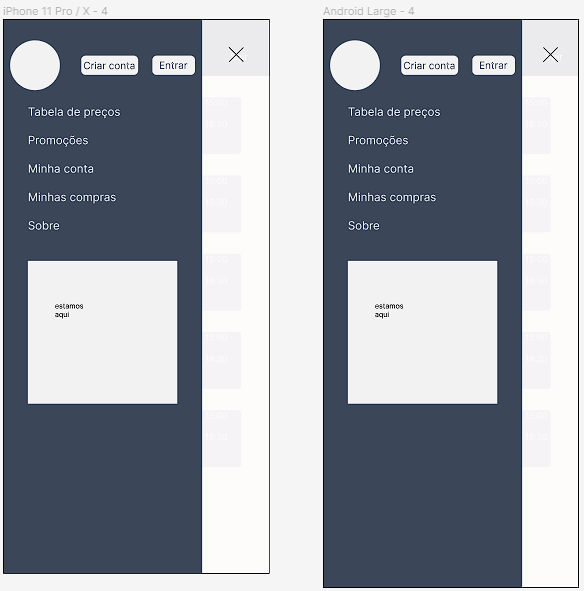 iPhone 11 Pro / X - 4
Criar conta
Entrar
Tabela de preços
Promoções
Minha conta
Minhas compras
Sobre
estamos
aqui
Android Large - 4
Criar conta
Entrar
Tabela de preços
Promoções
Minha conta
Minhas compras
Sobre
estamos
aqui